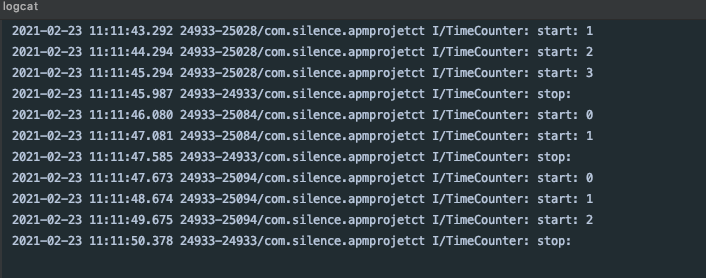 logcat
2021-02-23 11:11:43.292 24933-25028/com.silence.apmprojetct I/TimeCounter: start: 1
2021-02-23 11:11:44.294 24933-25028/com.silence.apmprojetct I/TimeCounter: start: 2
2021-02-23 11:11:45.294 24933-25028/com.silence.apmprojetct I/TimeCounter: start: 3
2021-02-23 11:11:45.987 24933-24933/com.silence.apmprojetct I/TimeCounter: stop:
2021-02-23 11:11:46.080 24933-25084/com.silence.apmprojetct I/TimeCounter: start: 0
2021-02-23 11:11:47.081 24933-25084/com.silence.apmprojetct I/TimeCounter: start: 1
2021-02-23 11:11:47.585 24933-24933/com.silence.apmprojetct I/TimeCounter: stop:
2021-02-23 11:11:47.673 24933-25094/com.silence.apmprojetct I/TimeCounter: start: 0
2021-02-23 11:11:48.674 24933-25094/com.silence.apmprojetct I/TimeCounter: start: 1
2021-02-23 11:11:49.675 24933-25094/com.silence.apmprojetct I/TimeCounter: start: 2
2021-02-23 11:11:50.378 24933-24933/com.silence.apmprojetct I/TimeCounter: stop: